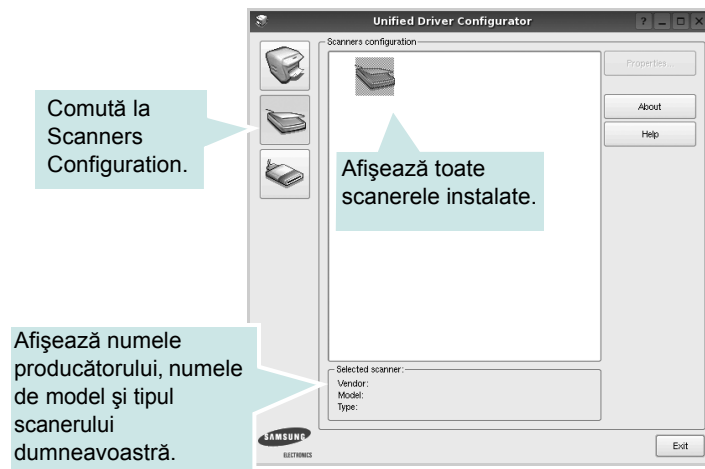 Unified Driver Configurator
Scanners configuration
Properties...
About
Help
Comută la
Scanners
Configuration.
Afişează toate
scanerele instalate.
Afişează numele
producătorului, numele
de model şi tipul
scanerului
dumneavoastră.
Selected scanner:
Vendor:
Model:
Type:
SAMSUNG
ELECTRONICS
Exit